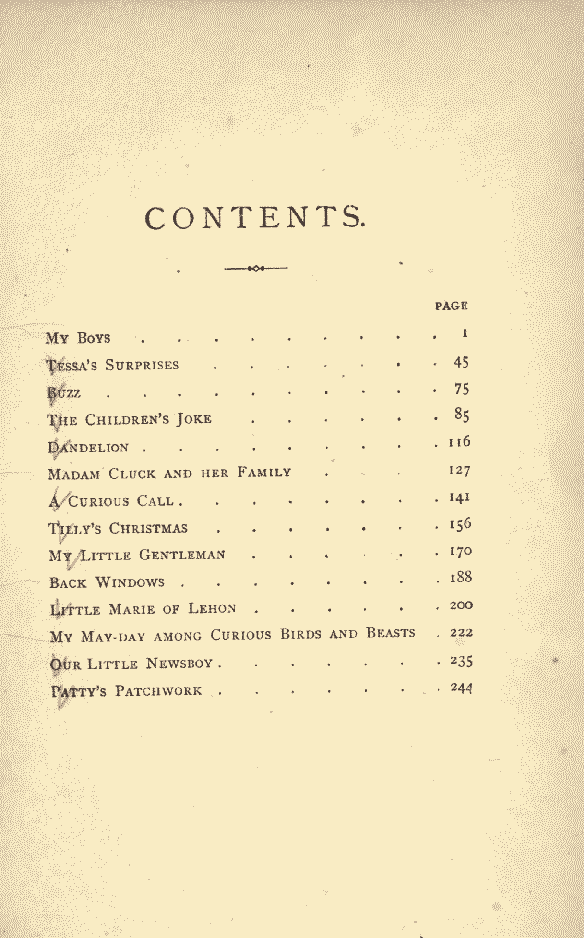 CONTENTS.
PAGE
MY BOYS . . . . . . . . . 1
TESSA'S SURPRISES . . . . . . . 45
BUZZ . . . . . . . . . . 75
THE CHILDREN'S JOKE . . . . . . 85
DANDELION . . . . . . . . . 116
MADAM CLUCK AND HER FAMILY . . . 127
A CURIOUS CALL . . . . . . . . 141
TILLY'S CHRISTMAS . . . . . . . 156
MY LITTLE GENTLEMAN . . . . . . 170
BACK WINDOWS . . . . . . . . 188
LITTLE MARIE OF LEHON . . . . . . 200
MY MAY-DAY AMONG CURIOUS BIRDS AND BEASTS . 222
OUR LITTLE NEWSBOY . . . . . . . 235
PATTY'S PATCHWORK . . . . . . . 244